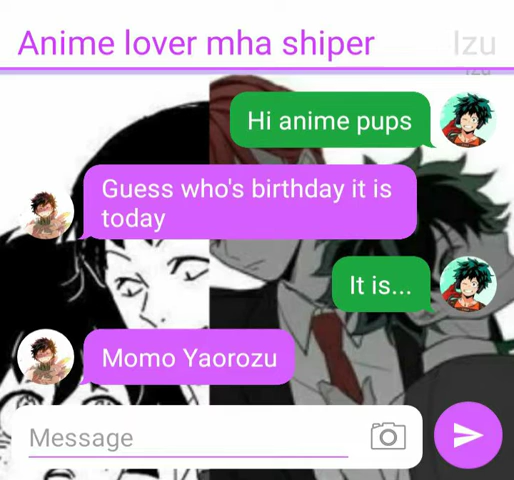 Anime lover mha shiper
Izu
Hi anime pups
Guess who's birthday it is
today
It is...
Momo Yaorozu
Message